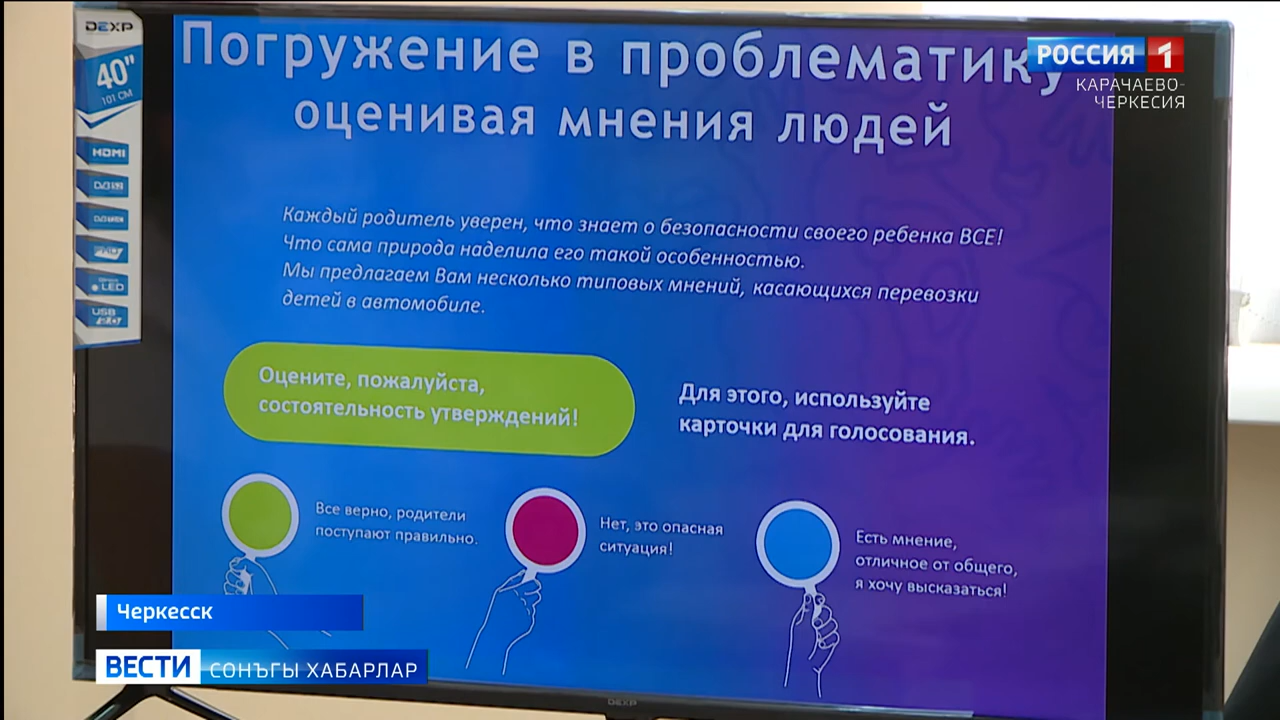 DEXP
40"
101 СМ
HDMI
LED
USB
Погружение в проблематику
оценивая мнения людей
РОССИЯ 1
КАРАЧАЕВО-
ЧЕРКЕСИЯ
Каждый родитель уверен, что знает о безопасности своего ребенка ВСЕ!
Что сама природа наделила его такой особенностью.
Мы предлагаем Вам несколько типовых мнений, касающихся перевозки
детей в автомобиле.
Оцените, пожалуйста,
состоятельность утверждений!
Для этого, используйте
карточки для голосования.
Все верно, родители
поступают правильно.
Нет, это опасная
ситуация!
Есть мнение,
отличное от общего,
я хочу высказаться!
Черкесск
ВЕСТИ СОНЪГЫ ХАБАРЛАР
DEXP